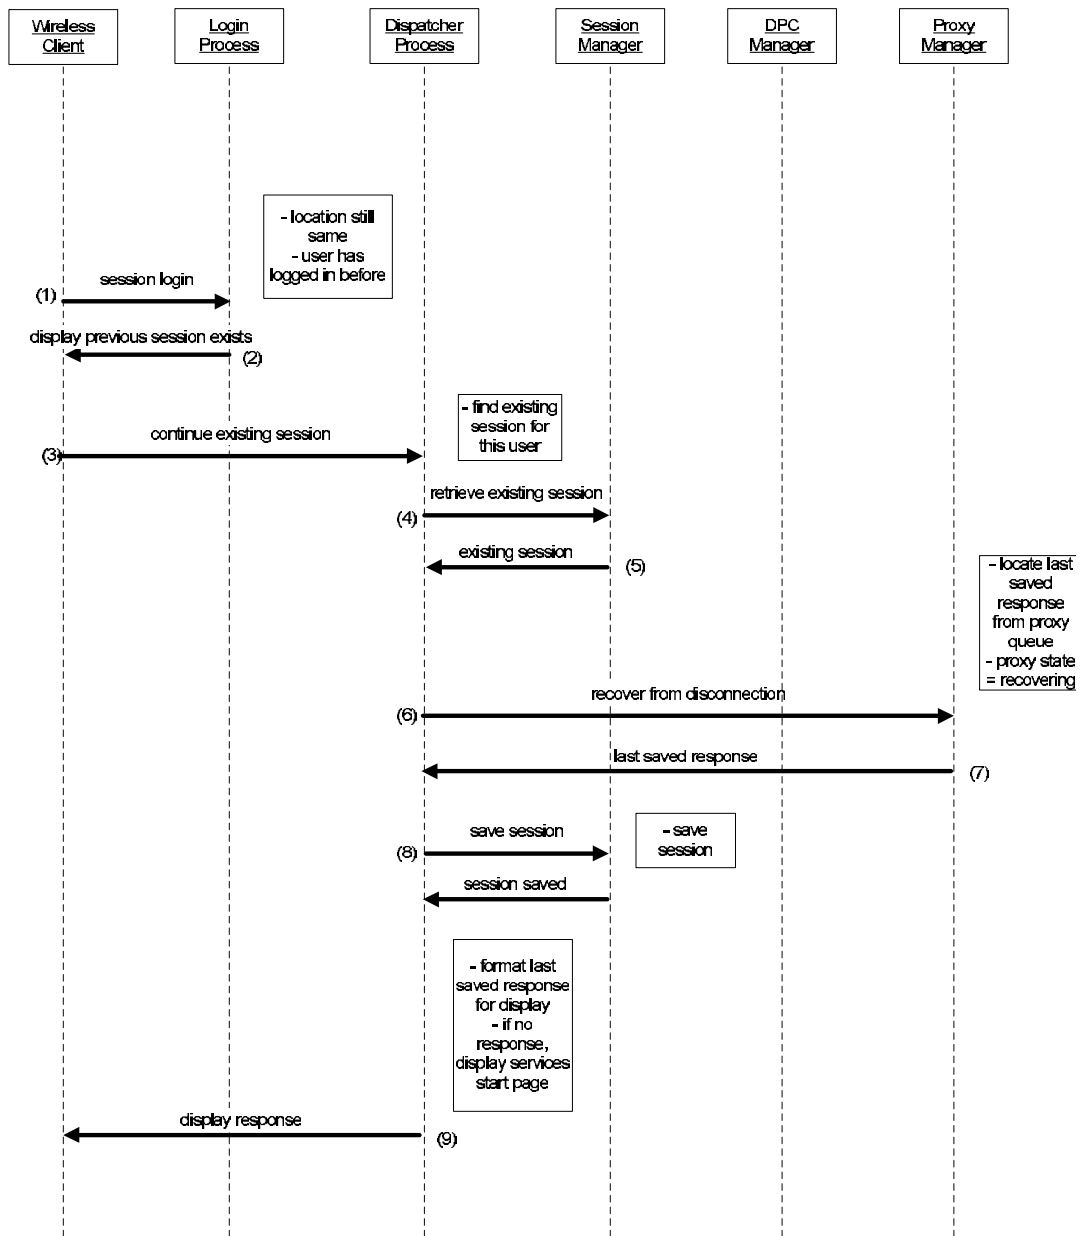 Wireless
Client
Login
Process
Dispatcher
Process
Session
Manager
DPC
Manager
Proxy
Manager
- location still
same
- user has
logged in before
session login
(1)
display previous session exists
(2)
- find existing
session for
this user
continue existing session
(3)
retrieve existing session
(4)
existing session
(5)
- locate last
saved
response
from proxy
queue
- proxy state
= recovering
recover from disconnection
(6)
last saved response
(7)
save session
(8)
- save
session
session saved
- format last
saved response
for display
- if no
response,
display services
start page
display response
(9)